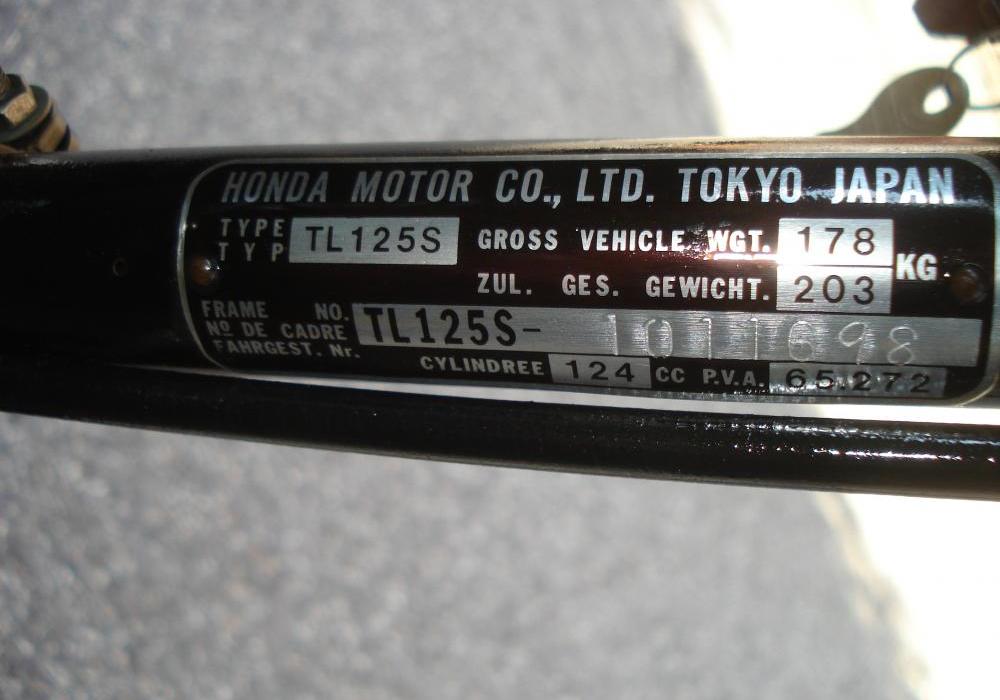 HONDA MOTOR CO., LTD. TOKYO JAPAN
TYPE TYP TL125S GROSS VEHICLE WGT. 178 KG
ZUL. GES. GEWICHT. 203
FRAME NO.
Nº DE CADRE TL125S- 1011698
FAHRGEST. Nr.
CYLINDREE 124 CC P.V.A. 65.272